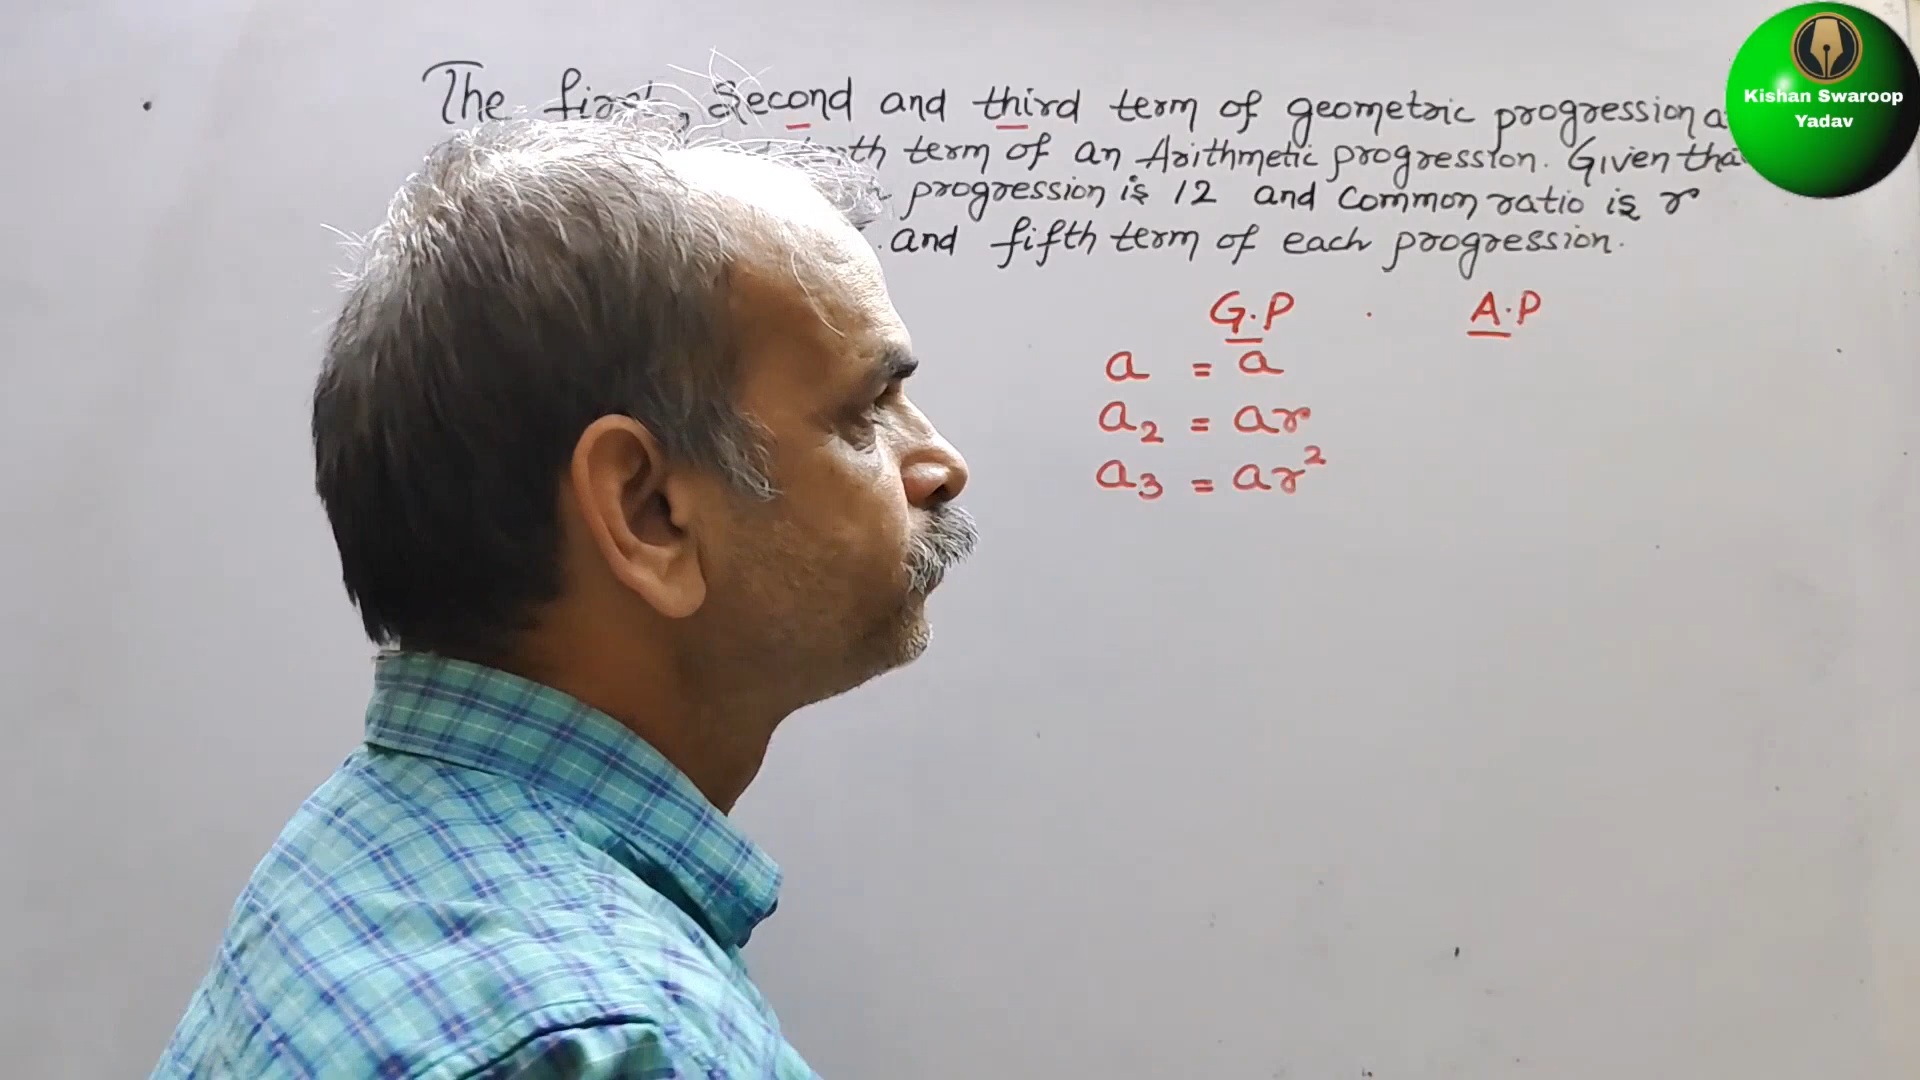 The first, second and third term of geometric progression a
term of an Arithmetic progression. Given tha
progression is 12 and common ratio is r
and fifth term of each progression.
G.P . A.P
a = a
a2 = ar
a3 = ar²
Kishan Swaroop
Yadav